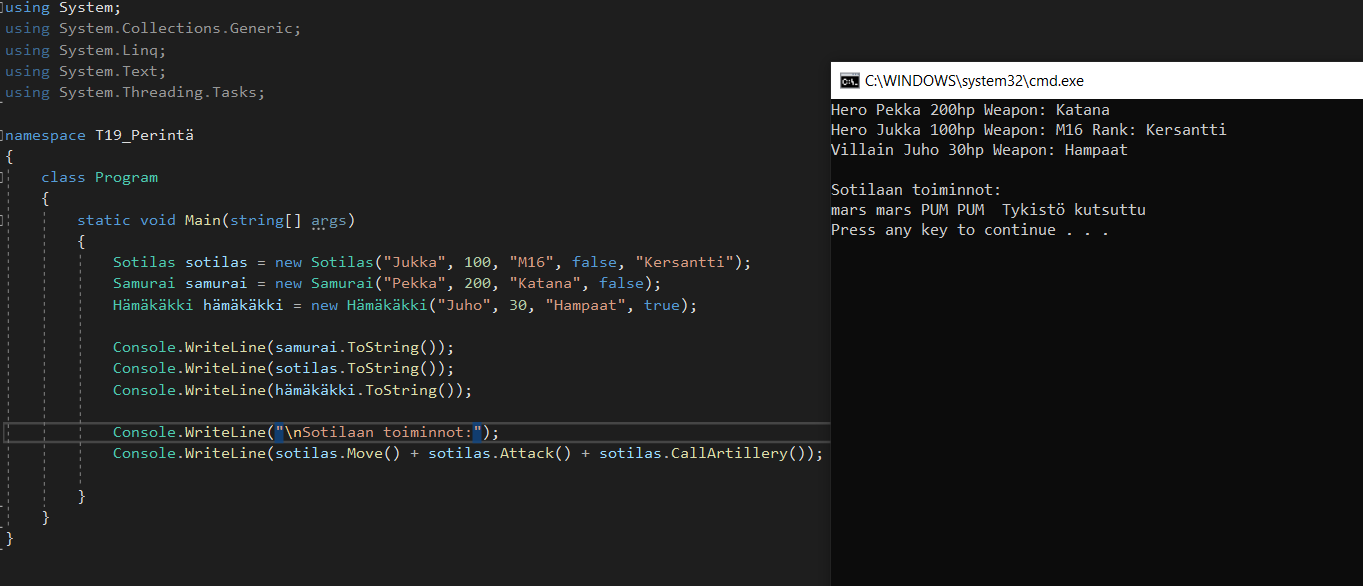 using System;
using System.Collections.Generic;
using System.Linq;
using System.Text;
using System.Threading.Tasks;
namespace T19_Perintä
{
class Program
{
static void Main(string[] args)
{
Sotilas sotilas = new Sotilas("Jukka", 100, "M16", false, "Kersantti");
Samurai samurai = new Samurai("Pekka", 200, "Katana", false);
Hämäkäkki hämäkäkki = new Hämäkäkki("Juho", 30, "Hampaat", true);
Console.WriteLine(samurai.ToString());
Console.WriteLine(sotilas.ToString());
Console.WriteLine(hämäkäkki.ToString());
Console.WriteLine("\nSotilaan toiminnot:");
Console.WriteLine(sotilas.Move() + sotilas.Attack() + sotilas.CallArtillery());
}
}
}
C:\WINDOWS\system32\cmd.exe
Hero Pekka 200hp Weapon: Katana
Hero Jukka 100hp Weapon: M16 Rank: Kersantti
Villain Juho 30hp Weapon: Hampaat
Sotilaan toiminnot:
mars mars PUM PUM  Tykistö kutsuttu
Press any key to continue . . .